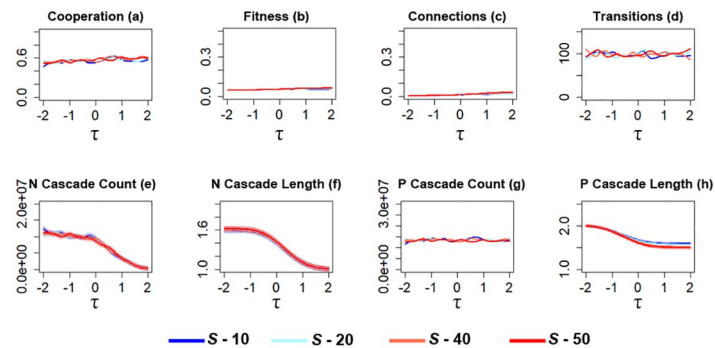 Cooperation (a)
Fitness (b)
Connections (c)
Transitions (d)
0.0 0.6
-2 -1 0 1 2
τ
0.0 0.3
-2 -1 0 1 2
τ
0.0 0.3
-2 -1 0 1 2
τ
0 100
-2 -1 0 1 2
τ
N Cascade Count (e)
N Cascade Length (f)
P Cascade Count (g)
P Cascade Length (h)
0.0e+00 2.0e+07
-2 -1 0 1 2
τ
1.0 1.6
-2 -1 0 1 2
τ
0.0e+00 3.0e+07
-2 -1 0 1 2
τ
1.0 2.0
-2 -1 0 1 2
τ
S - 10 S - 20 S - 40 S - 50